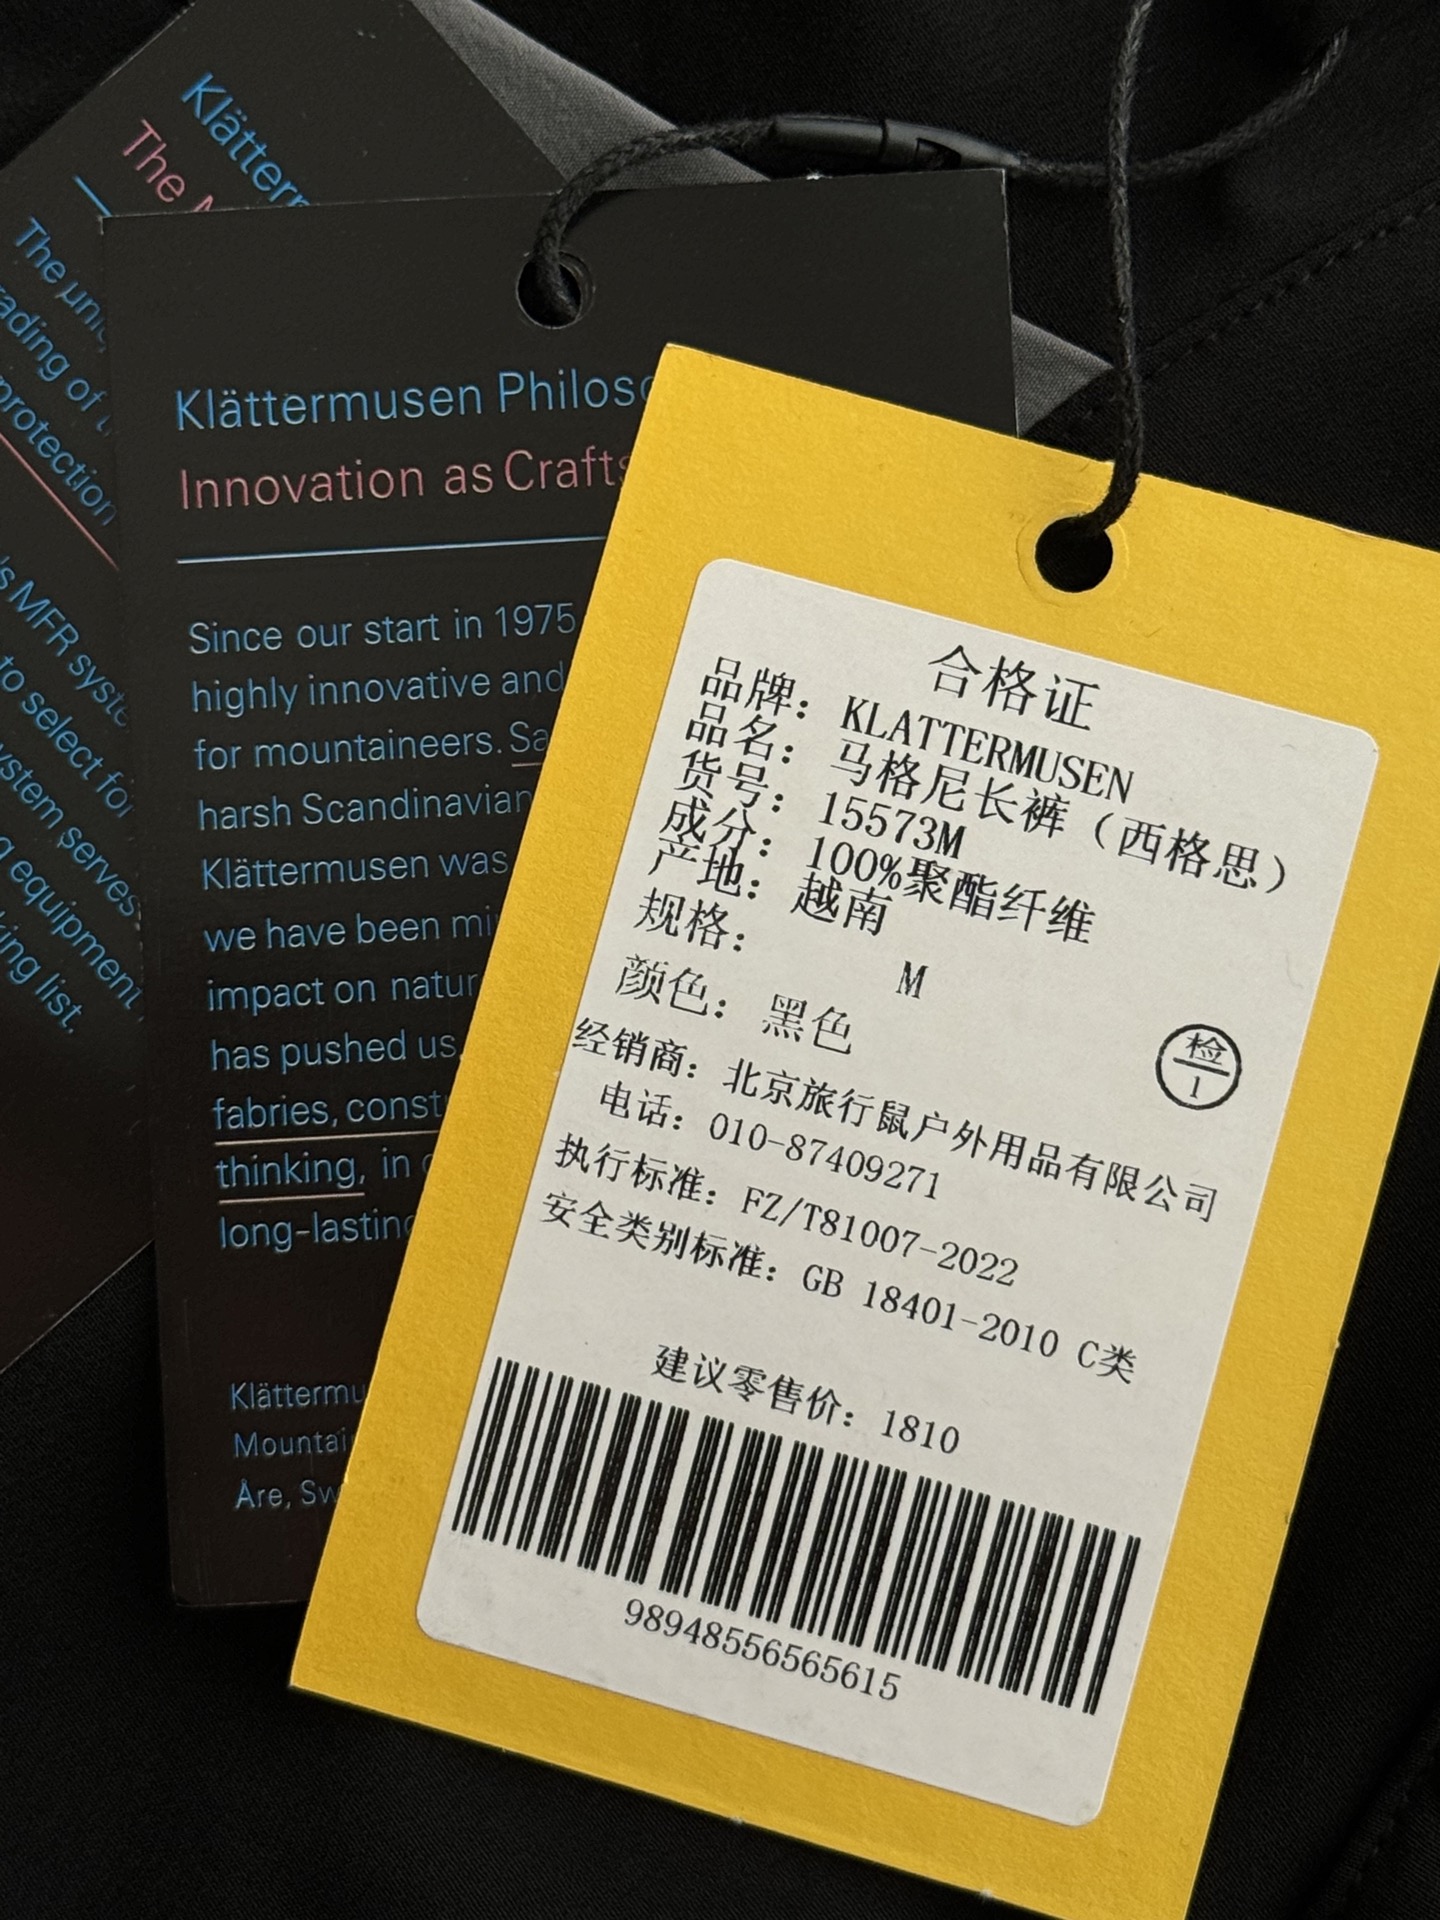 Klätterm
The M
The uni
ading of
protection
's MFR syste
to select for
ystem serves
equipment
king list.
Klättermusen Philoso
Innovation as Crafts
Since our start in 1975
highly innovative and
for mountaineers. Sa
harsh Scandinavian
Klättermusen was
we have been mi
impact on natur
has pushed us,
fabries, const
thinking, in
long-lasting
Klättermu
Mountai
Åre, Sw
合格证
品牌：KLATTERMUSEN
品名：马格尼长裤（西格思）
货号：15573M
成分：100%聚酯纤维
产地：越南
规格：M
颜色：黑色
检
1
经销商：北京旅行鼠户外用品有限公司
电话：010-87409271
执行标准：FZ/T81007-2022
安全类别标准：GB 18401-2010 C类
建议零售价：1810
98948556565615